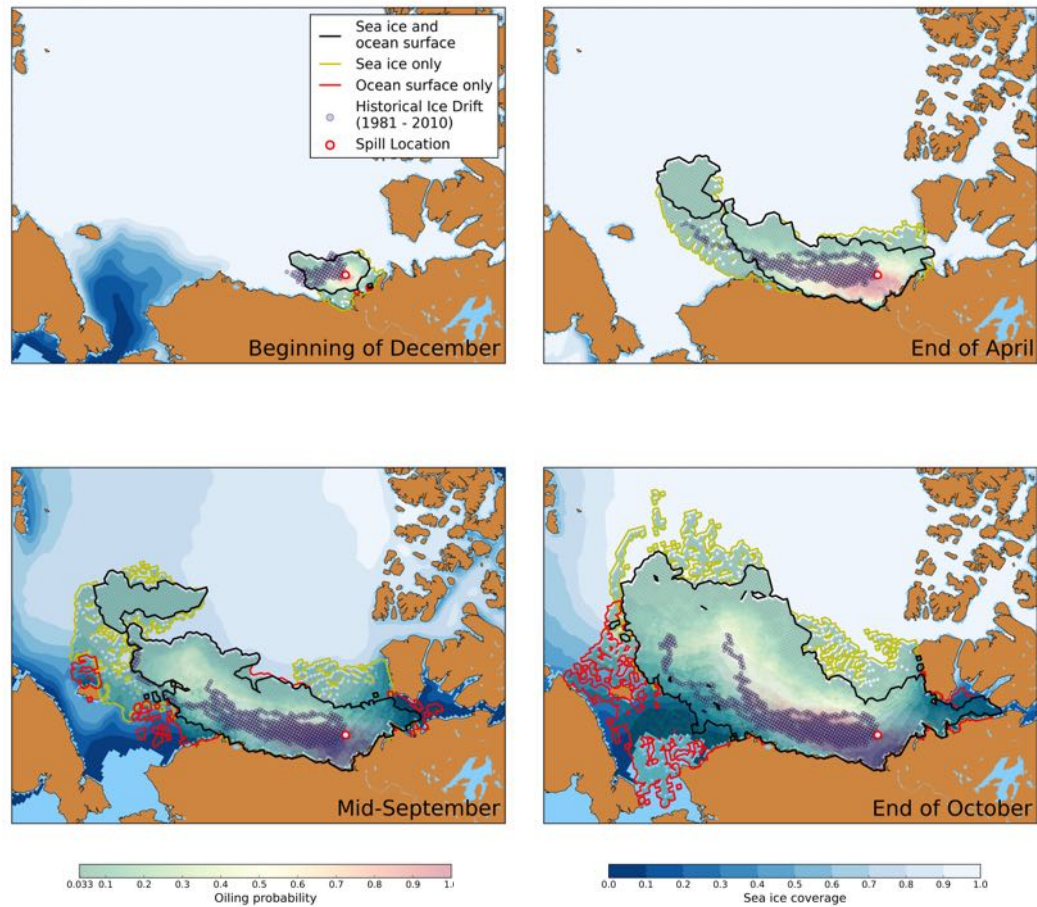 Sea ice and
ocean surface
Sea ice only
Ocean surface only
Historical Ice Drift
(1981 - 2010)
Spill Location
Beginning of December
End of April
Mid-September
End of October
0.033 0.1 0.2 0.3 0.4 0.5 0.6 0.7 0.8 0.9 1.0
Oiling probability
0.0 0.1 0.2 0.3 0.4 0.5 0.6 0.7 0.8 0.9 1.0
Sea ice coverage